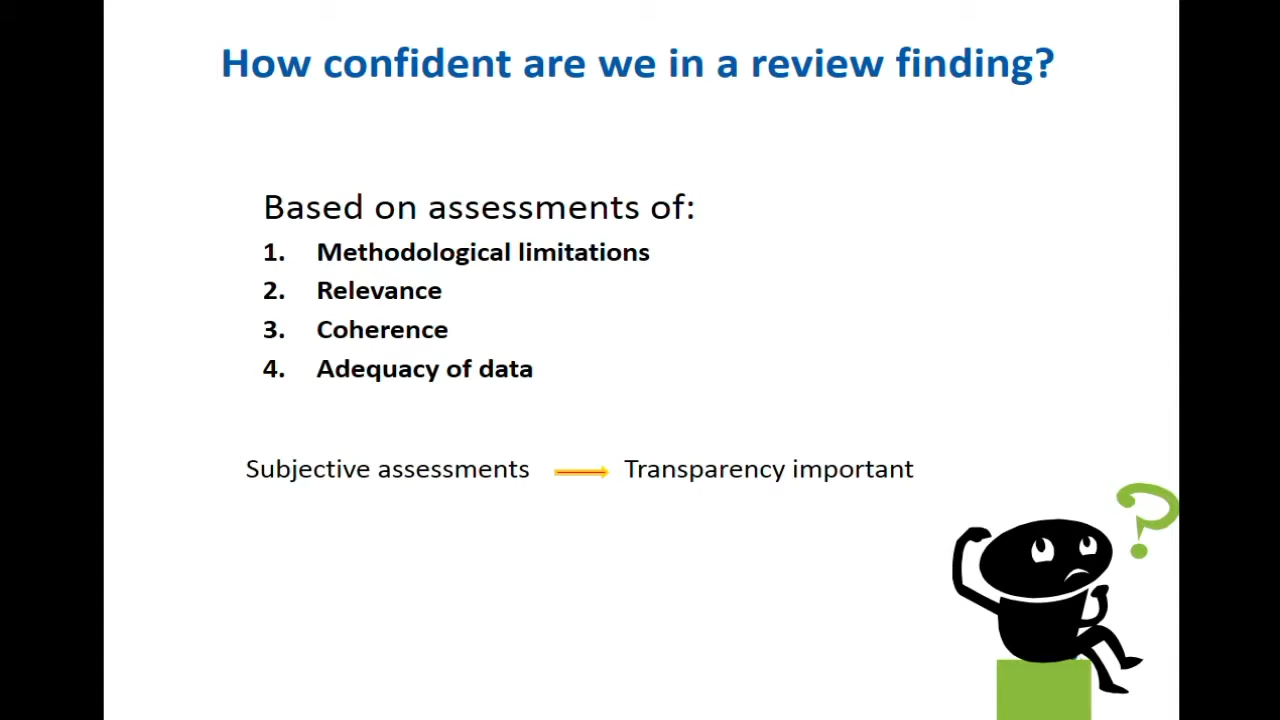 How confident are we in a review finding?
Based on assessments of:
1. Methodological limitations
2. Relevance
3. Coherence
4. Adequacy of data
Subjective assessments Transparency important
?